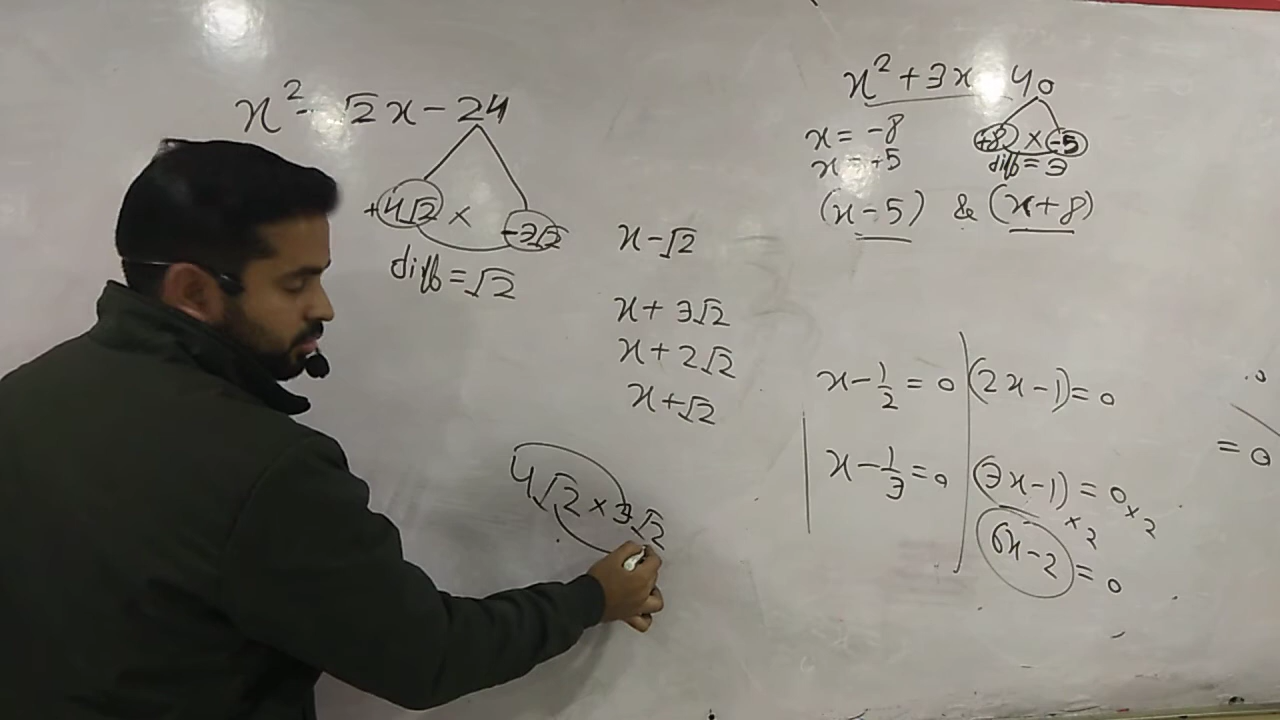 x² - √2 x - 24
+4√2 × -3√2
diff = √2
x - √2
x + 3√2
x + 2√2
x + √2
4√2 × 3√2
x² + 3x 40
x = -8
x = +5
+8 × -5
diff = 3
(x - 5) & (x + 8)
x - 1/2 = 0
(2x - 1) = 0
x - 1/3 = 0
(3x - 1) = 0
× 2 × 2
6x - 2 = 0
= 0